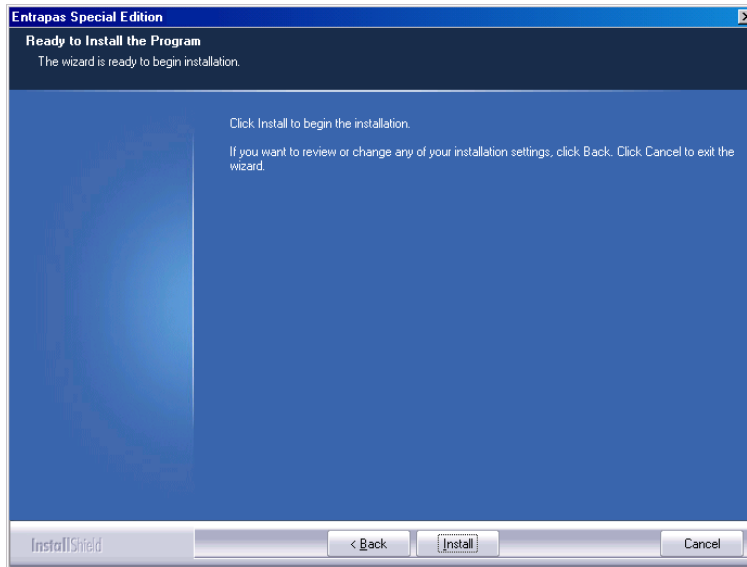 Entrapas Special Edition
Ready to Install the Program
The wizard is ready to begin installation.
Click Install to begin the installation.
If you want to review or change any of your installation settings, click Back. Click Cancel to exit the
wizard.
InstallShield
< Back
Install
Cancel